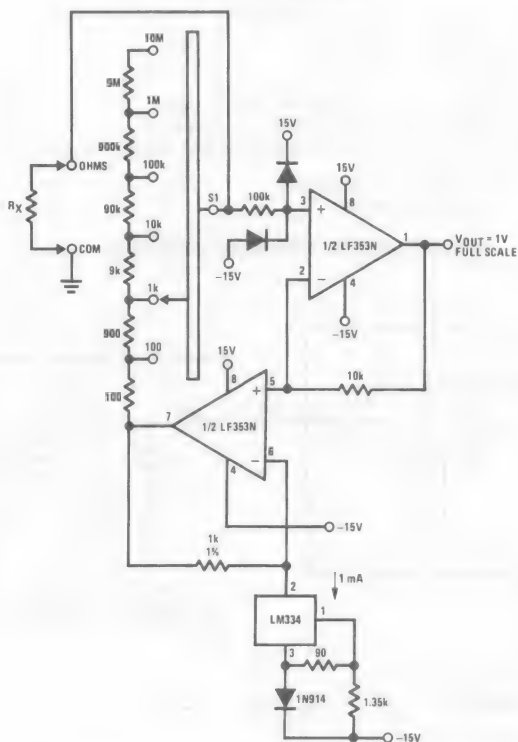 10M
9M
1M
900k
100k
OHMS
RX
90k
10k
COM
9k
1k
900
100
100
S1
100k
15V
-15V
3
+
15V
8
1/2 LF353N
1
VOUT = 1V
FULL SCALE
2
−
4
-15V
10k
15V
8
5
+
7
1/2 LF353N
6
−
4
-15V
1k
1%
2
1 mA
LM334
1
3
90
1N914
1.35k
-15V